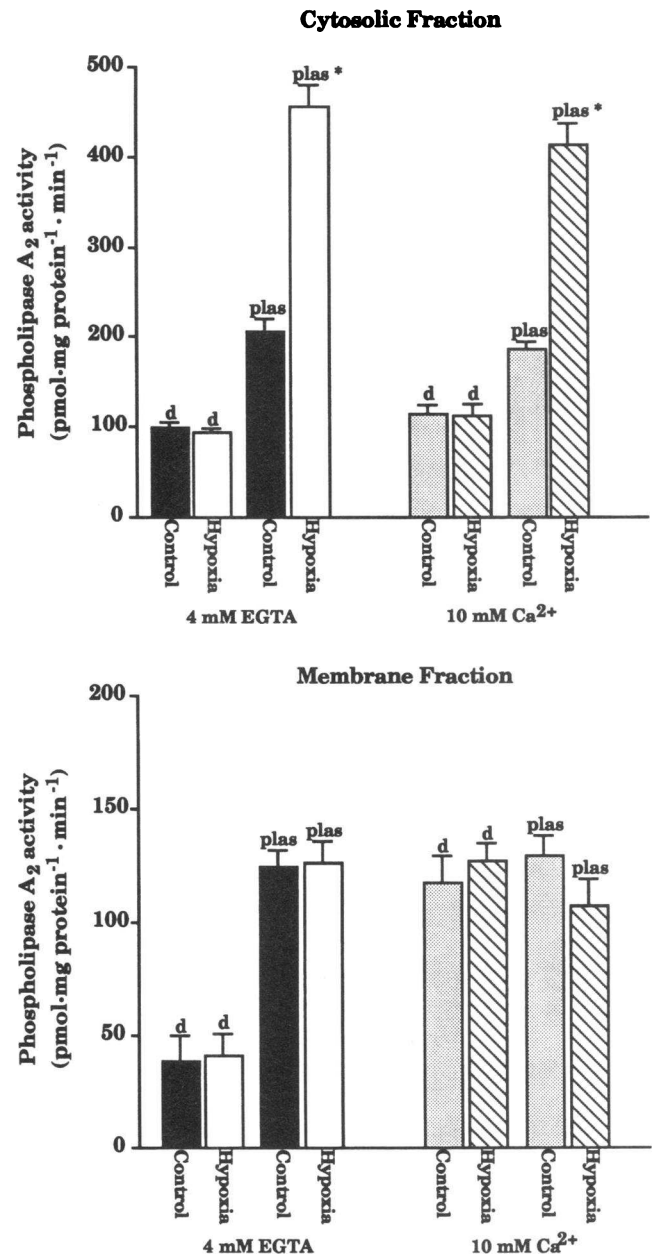 Cytosolic Fraction
Phospholipase A2 activity
(pmol·mg protein-1 · min-1)
500
400
300
200
100
0
d
d
plas
plas *
d
d
plas
plas *
Control
Hypoxia
Control
Hypoxia
Control
Hypoxia
Control
Hypoxia
4 mM EGTA
10 mM Ca2+
Membrane Fraction
Phospholipase A2 activity
(pmol·mg protein-1 · min-1)
200
150
100
50
0
d
d
plas
plas
d
d
plas
plas
Control
Hypoxia
Control
Hypoxia
Control
Hypoxia
Control
Hypoxia
4 mM EGTA
10 mM Ca2+